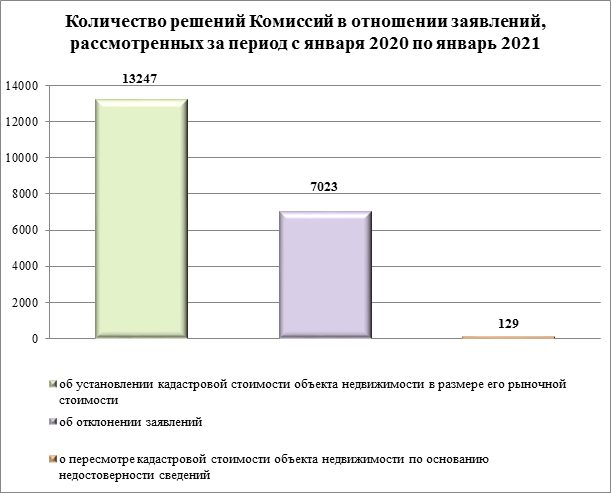 Количество решений Комиссий в отношении заявлений,
рассмотренных за период с января 2020 по январь 2021
13247
14000
12000
10000
8000
7023
6000
4000
2000
129
0
об установлении кадастровой стоимости объекта недвижимости в размере его рыночной
стоимости
об отклонении заявлений
о пересмотре кадастровой стоимости объекта недвижимости по основанию
недостоверности сведений